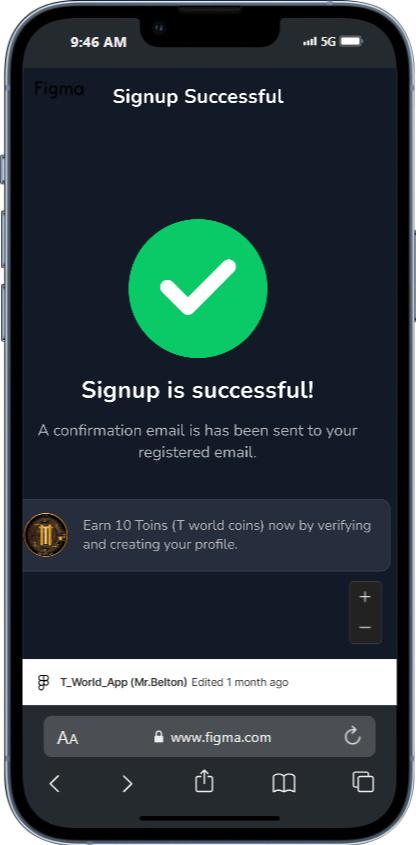 9:46 AM
5G
Figma
Signup Successful
Signup is successful!
A confirmation email is has been sent to your
registered email.
Earn 10 Toins (T world coins) now by verifying
and creating your profile.
+
−
T_World_App (Mr.Belton) Edited 1 month ago
AA
www.figma.com